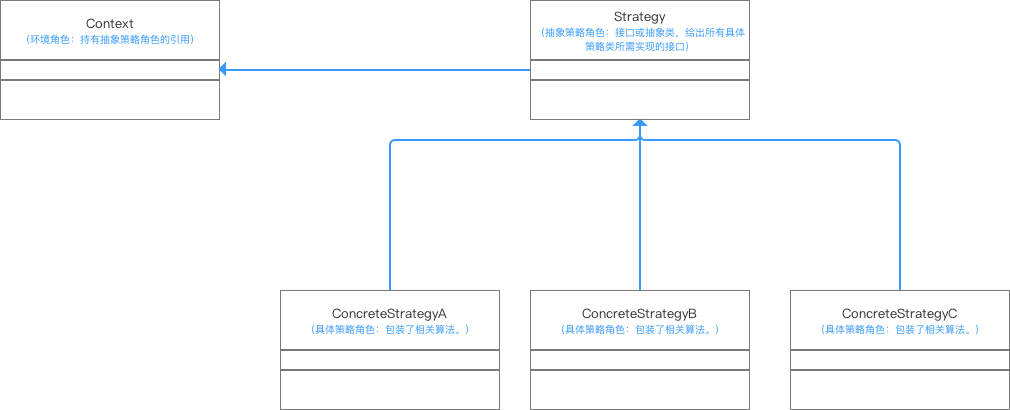 Context
（环境角色：持有抽象策略角色的引用）
Strategy
（抽象策略角色：接口或抽象类，给出所有具体
策略类所需实现的接口）
ConcreteStrategyA
（具体策略角色：包装了相关算法。）
ConcreteStrategyB
（具体策略角色：包装了相关算法。）
ConcreteStrategyC
（具体策略角色：包装了相关算法。）